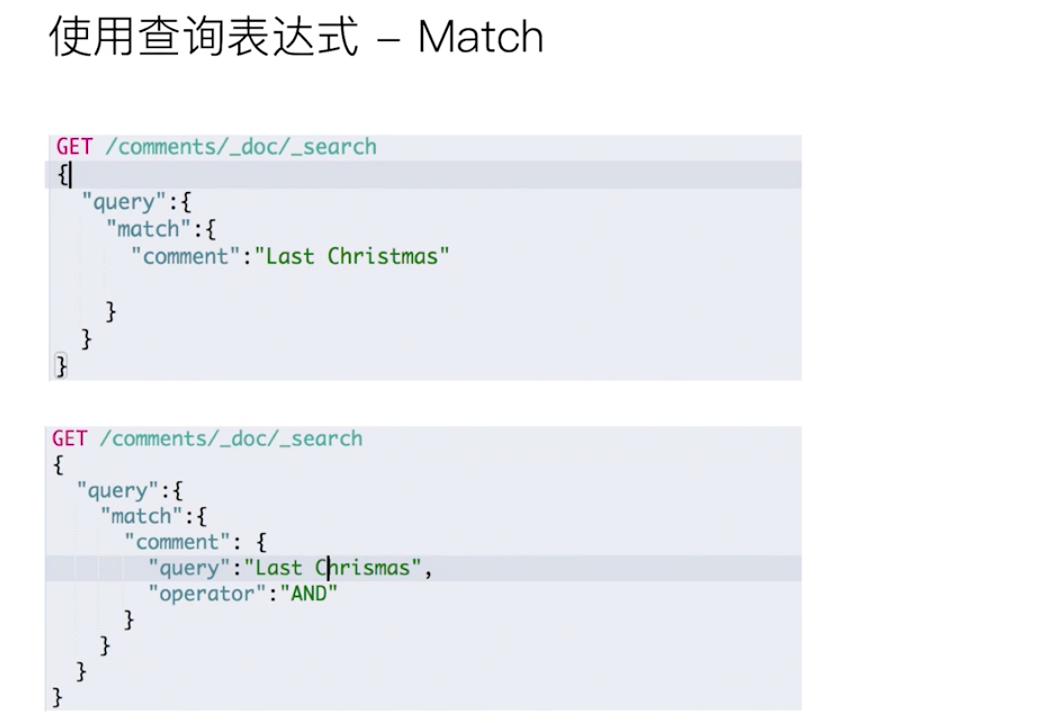 使用查询表达式 – Match
GET /comments/_doc/_search
{
"query":{
"match":{
"comment":"Last Christmas"
}
}
}
GET /comments/_doc/_search
{
"query":{
"match":{
"comment": {
"query":"Last Chrismas",
"operator":"AND"
}
}
}
}